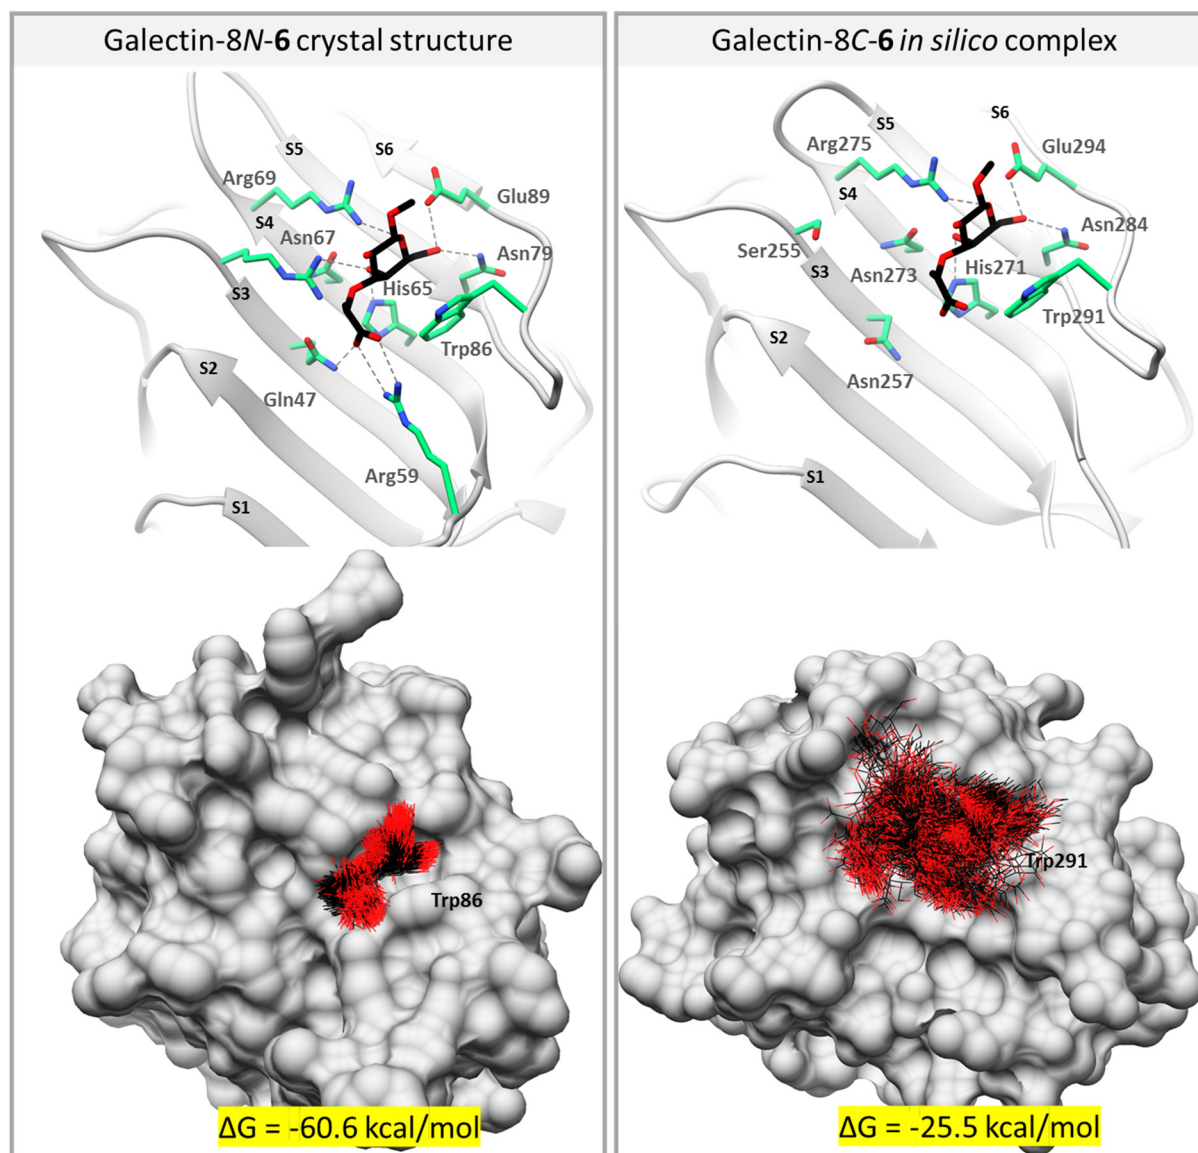 Galectin-8N-6 crystal structure
S5
S6
Arg69
Glu89
S4
Asn67
Asn79
His65
S3
Trp86
S2
Gln47
Arg59
S1
Trp86
ΔG = -60.6 kcal/mol
Galectin-8C-6 in silico complex
S6
S5
Arg275
Glu294
S4
Asn284
Ser255
His271
S3
Asn273
Trp291
S2
Asn257
S1
Trp291
ΔG = -25.5 kcal/mol